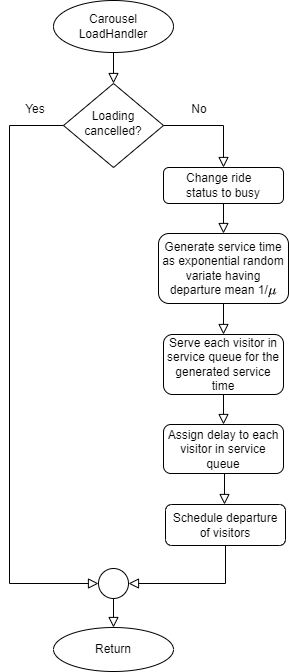 Carousel
LoadHandler
Loading
cancelled?
Yes
No
Change ride
status to busy
Generate service time
as exponential random
variate having
departure mean 1/μ
Serve each visitor in
service queue for the
generated service
time
Assign delay to each
visitor in service
queue
Schedule departure
of visitors
Return